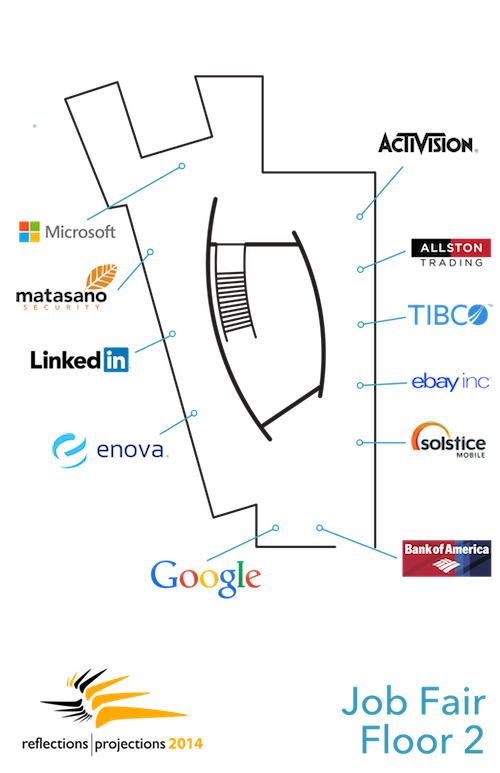 ACTIVISION
Microsoft
ALLSTON
TRADING
matasano
SECURITY
TIBCO™
LinkedIn
ebay inc
solstice
MOBILE
enova
Bank of America
Google
reflections|projections 2014
Job Fair
Floor 2